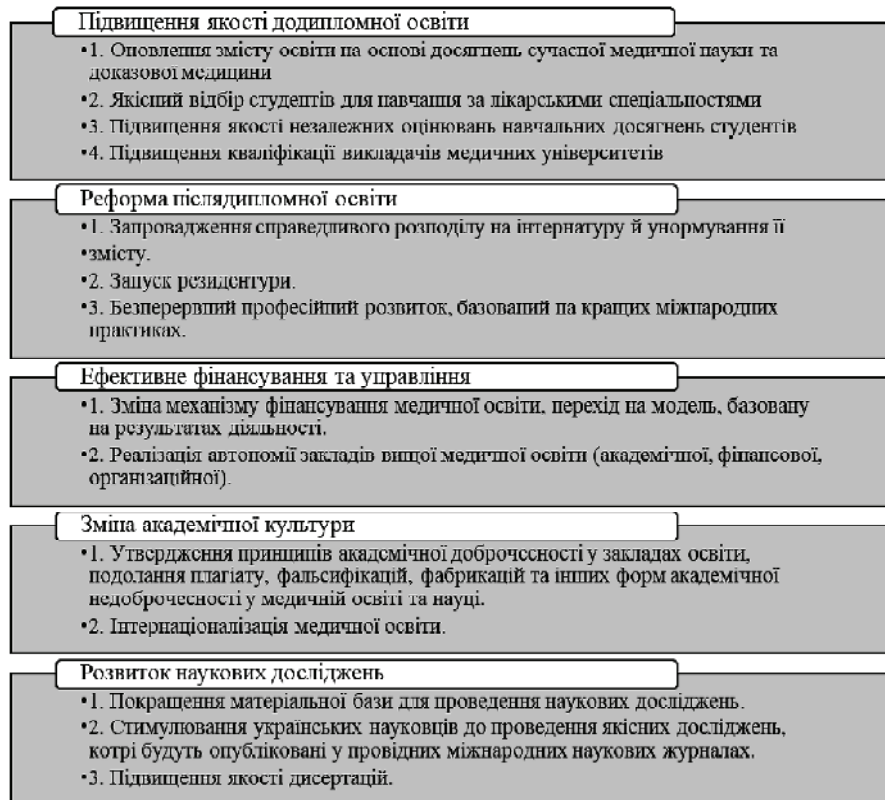 Підвищення якості додипломної освіти
•1. Оновлення змісту освіти на основі досягнень сучасної медичної науки та
доказової медицини
•2. Якісний відбір студентів для навчання за лікарськими спеціальностями
•3. Підвищення якості незалежних оцінювань навчальних досягнень студентів
•4. Підвищення кваліфікації викладачів медичних університетів
Реформа післядипломної освіти
•1. Запровадження справедливого розподілу на інтернатуру й унормування її
•змісту.
•2. Запуск резидентури.
•3. Безперервний професійний розвиток, базований на кращих міжнародних
практиках.
Ефективне фінансування та управління
•1. Зміна механізму фінансування медичної освіти, перехід на модель, базовану
на результатах діяльності.
•2. Реалізація автономії закладів вищої медичної освіти (академічної, фінансової,
організаційної).
Зміна академічної культури
•1. Утвердження принципів академічної доброчесності у закладах освіти,
подолання плагіату, фальсифікацій, фабрикацій та інших форм академічної
недоброчесності у медичній освіті та науці.
•2. Інтернаціоналізація медичної освіти.
Розвиток наукових досліджень
•1. Покращення матеріальної бази для проведення наукових досліджень.
•2. Стимулювання українських науковців до проведення якісних досліджень,
котрі будуть опубліковані у провідних міжнародних наукових журналах.
•3. Підвищення якості дисертацій.